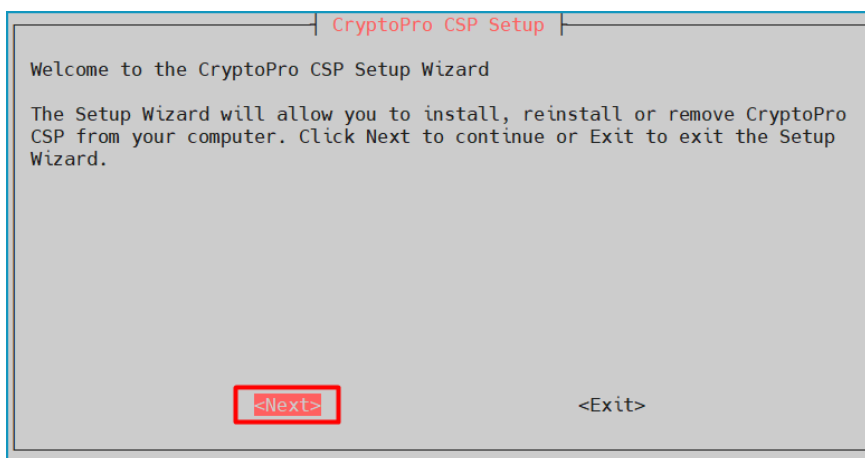 CryptoPro CSP Setup
Welcome to the CryptoPro CSP Setup Wizard
The Setup Wizard will allow you to install, reinstall or remove CryptoPro
CSP from your computer. Click Next to continue or Exit to exit the Setup
Wizard.
<Next> <Exit>